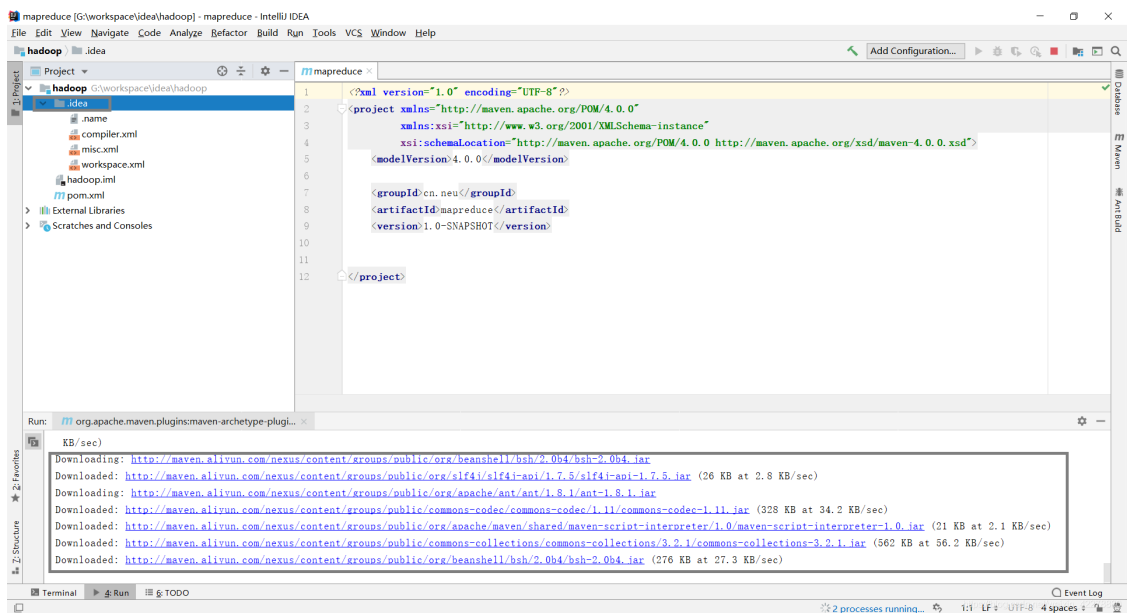 mapreduce [G:\workspace\idea\hadoop] - mapreduce - IntelliJ IDEA
File Edit View Navigate Code Analyze Refactor Build Run Tools VCS Window Help
hadoop .idea
Add Configuration...
1: Project
Project
hadoop G:\workspace\idea\hadoop
.idea
.name
compiler.xml
misc.xml
workspace.xml
hadoop.iml
pom.xml
External Libraries
Scratches and Consoles
mapreduce
1 <?xml version="1.0" encoding="UTF-8"?>
2 <project xmlns="http://maven.apache.org/POM/4.0.0"
3 xmlns:xsi="http://www.w3.org/2001/XMLSchema-instance"
4 xsi:schemaLocation="http://maven.apache.org/POM/4.0.0 http://maven.apache.org/xsd/maven-4.0.0.xsd">
5 <modelVersion>4.0.0</modelVersion>
6
7 <groupId>cn.neu</groupId>
8 <artifactId>mapreduce</artifactId>
9 <version>1.0-SNAPSHOT</version>
10
11
12 </project>
Database
Maven
Ant Build
Run: org.apache.maven.plugins:maven-archetype-plugi...
KB/sec)
Downloading: http://maven.aliyun.com/nexus/content/groups/public/org/beanshell/bsh/2.0b4/bsh-2.0b4.jar
Downloaded: http://maven.aliyun.com/nexus/content/groups/public/org/slf4j/slf4j-api/1.7.5/slf4j-api-1.7.5.jar (26 KB at 2.8 KB/sec)
Downloading: http://maven.aliyun.com/nexus/content/groups/public/org/apache/ant/ant/1.8.1/ant-1.8.1.jar
Downloaded: http://maven.aliyun.com/nexus/content/groups/public/commons-codec/commons-codec/1.11/commons-codec-1.11.jar (328 KB at 34.2 KB/sec)
Downloaded: http://maven.aliyun.com/nexus/content/groups/public/org/apache/maven/shared/maven-script-interpreter/1.0/maven-script-interpreter-1.0.jar (21 KB at 2.1 KB/sec)
Downloaded: http://maven.aliyun.com/nexus/content/groups/public/commons-collections/commons-collections/3.2.1/commons-collections-3.2.1.jar (562 KB at 56.2 KB/sec)
Downloaded: http://maven.aliyun.com/nexus/content/groups/public/org/beanshell/bsh/2.0b4/bsh-2.0b4.jar (276 KB at 27.3 KB/sec)
2: Favorites
Z: Structure
Terminal 4: Run 6: TODO
Event Log
2 processes running... 1:1 LF UTF-8 4 spaces